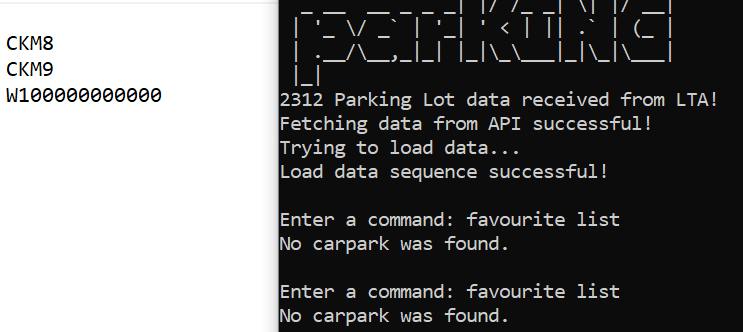 CKM8
CKM9
W100000000000
parKING
2312 Parking Lot data received from LTA!
Fetching data from API successful!
Trying to load data...
Load data sequence successful!
Enter a command: favourite list
No carpark was found.
Enter a command: favourite list
No carpark was found.